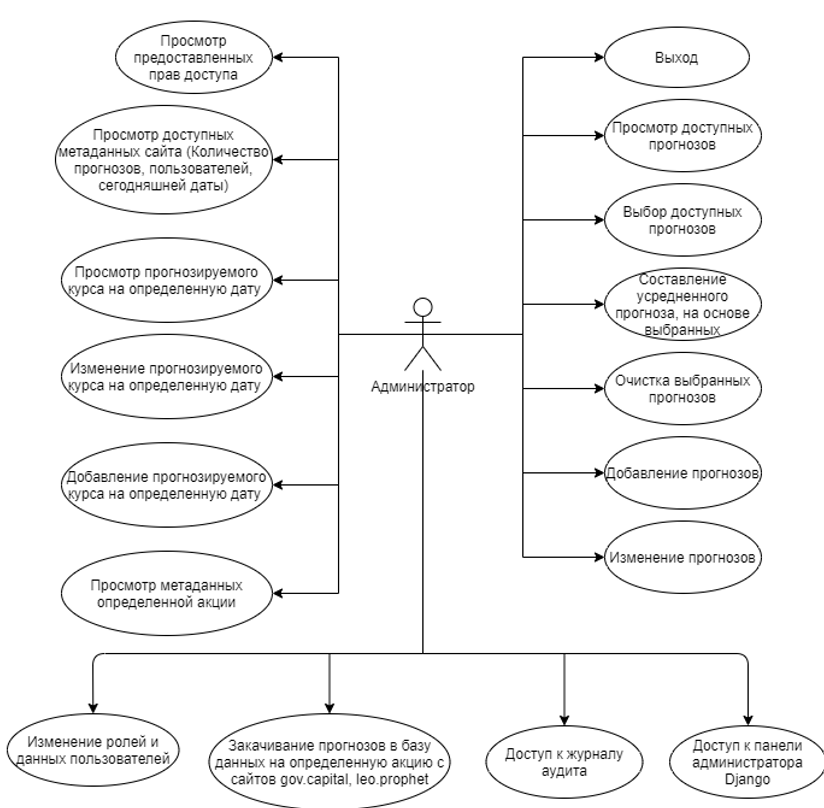 Просмотр
предоставленных
прав доступа
Просмотр доступных
метаданных сайта (Количество
прогнозов, пользователей,
сегодняшней даты)
Просмотр прогнозируемого
курса на определенную дату
Изменение прогнозируемого
курса на определенную дату
Добавление прогнозируемого
курса на определенную дату
Просмотр метаданных
определенной акции
Администратор
Выход
Просмотр доступных
прогнозов
Выбор доступных
прогнозов
Составление
усредненного
прогноза, на основе
выбранных
Очистка выбранных
прогнозов
Добавление прогнозов
Изменение прогнозов
Изменение ролей и
данных пользователей
Закачивание прогнозов в базу
данных на определенную акцию с
сайтов gov.capital, leo.prophet
Доступ к журналу
аудита
Доступ к панели
администратора
Django